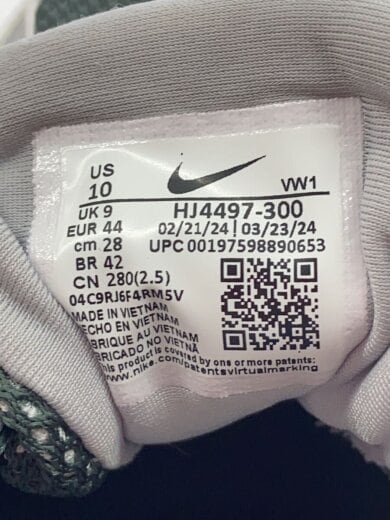 US
10
VW1
UK 9
HJ4497-300
EUR 44
02/21/24 | 03/23/24
cm 28
UPC 00197598890653
BR 42
CN 280(2.5)
04C9RJ6F4RM5V
MADE IN VIETNAM
HECHO EN VIETNAM
FABRIQUE AU VIETNAM
FABRICADO NO VIETNÃ
This product is covered by one or more patents:
www.nike.com/patentsvirtualmarking